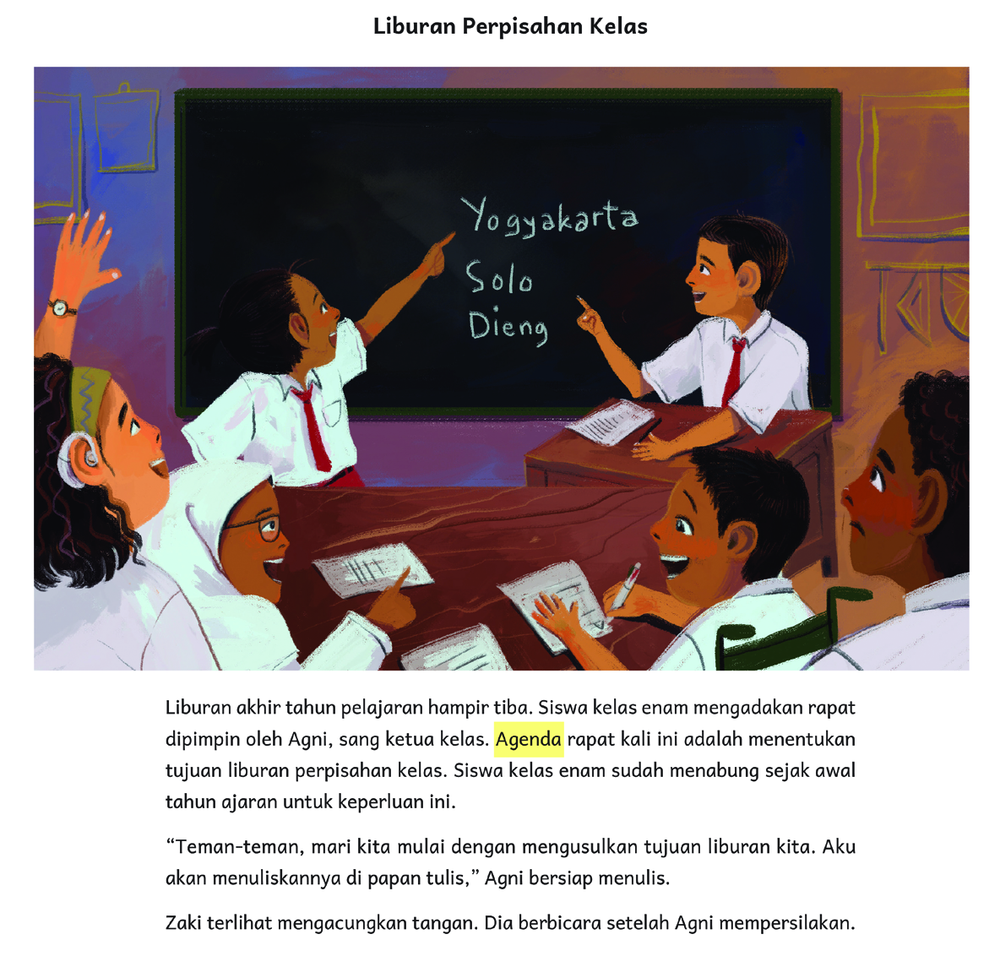 Liburan Perpisahan Kelas
Yogyakarta
Solo
Dieng
Liburan akhir tahun pelajaran hampir tiba. Siswa kelas enam mengadakan rapat
dipimpin oleh Agni, sang ketua kelas. Agenda rapat kali ini adalah menentukan
tujuan liburan perpisahan kelas. Siswa kelas enam sudah menabung sejak awal
tahun ajaran untuk keperluan ini.
“Teman-teman, mari kita mulai dengan mengusulkan tujuan liburan kita. Aku
akan menuliskannya di papan tulis,” Agni bersiap menulis.
Zaki terlihat mengacungkan tangan. Dia berbicara setelah Agni mempersilakan.